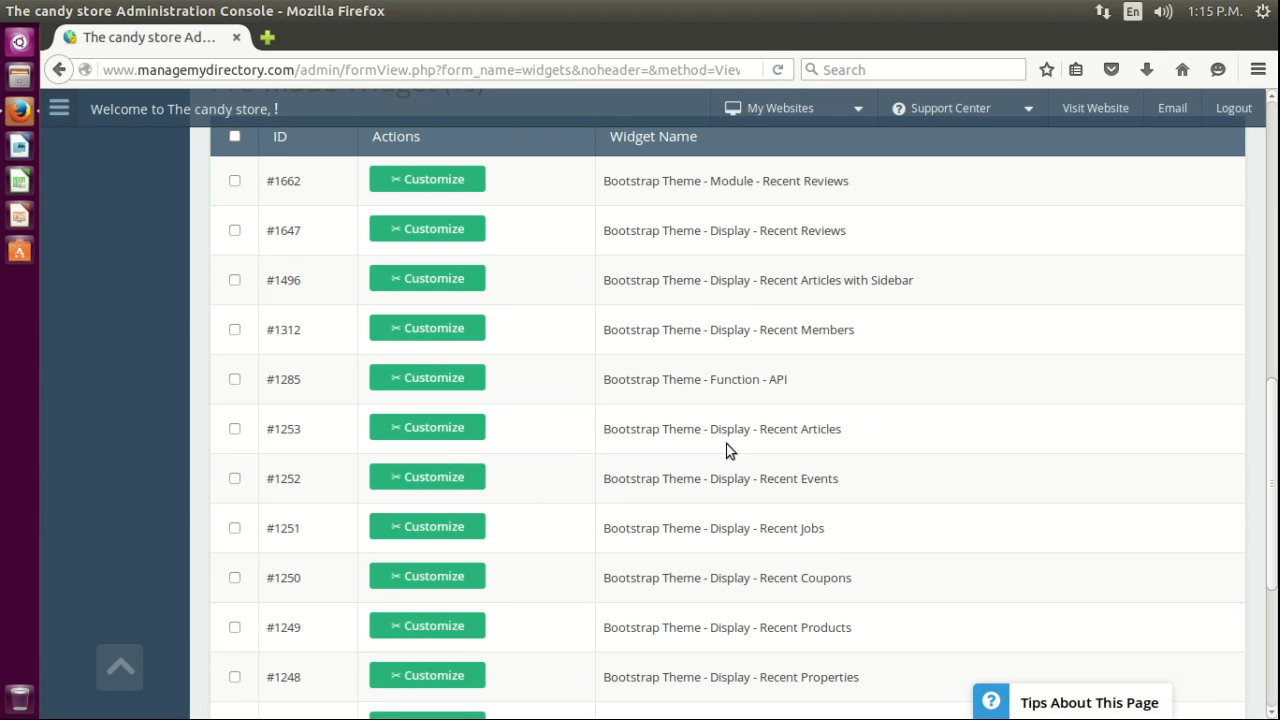 The candy store Administration Console - Mozilla Firefox
En
1:15 P.M.
The candy store Ad...
www.managemydirectory.com/admin/formView.php?form_name=widgets&noheader=&method=View
Search
Welcome to The candy store, !
My Websites
Support Center
Visit Website
Email
Logout
ID Actions Widget Name
#1662 Customize Bootstrap Theme - Module - Recent Reviews
#1647 Customize Bootstrap Theme - Display - Recent Reviews
#1496 Customize Bootstrap Theme - Display - Recent Articles with Sidebar
#1312 Customize Bootstrap Theme - Display - Recent Members
#1285 Customize Bootstrap Theme - Function - API
#1253 Customize Bootstrap Theme - Display - Recent Articles
#1252 Customize Bootstrap Theme - Display - Recent Events
#1251 Customize Bootstrap Theme - Display - Recent Jobs
#1250 Customize Bootstrap Theme - Display - Recent Coupons
#1249 Customize Bootstrap Theme - Display - Recent Products
#1248 Customize Bootstrap Theme - Display - Recent Properties
Tips About This Page